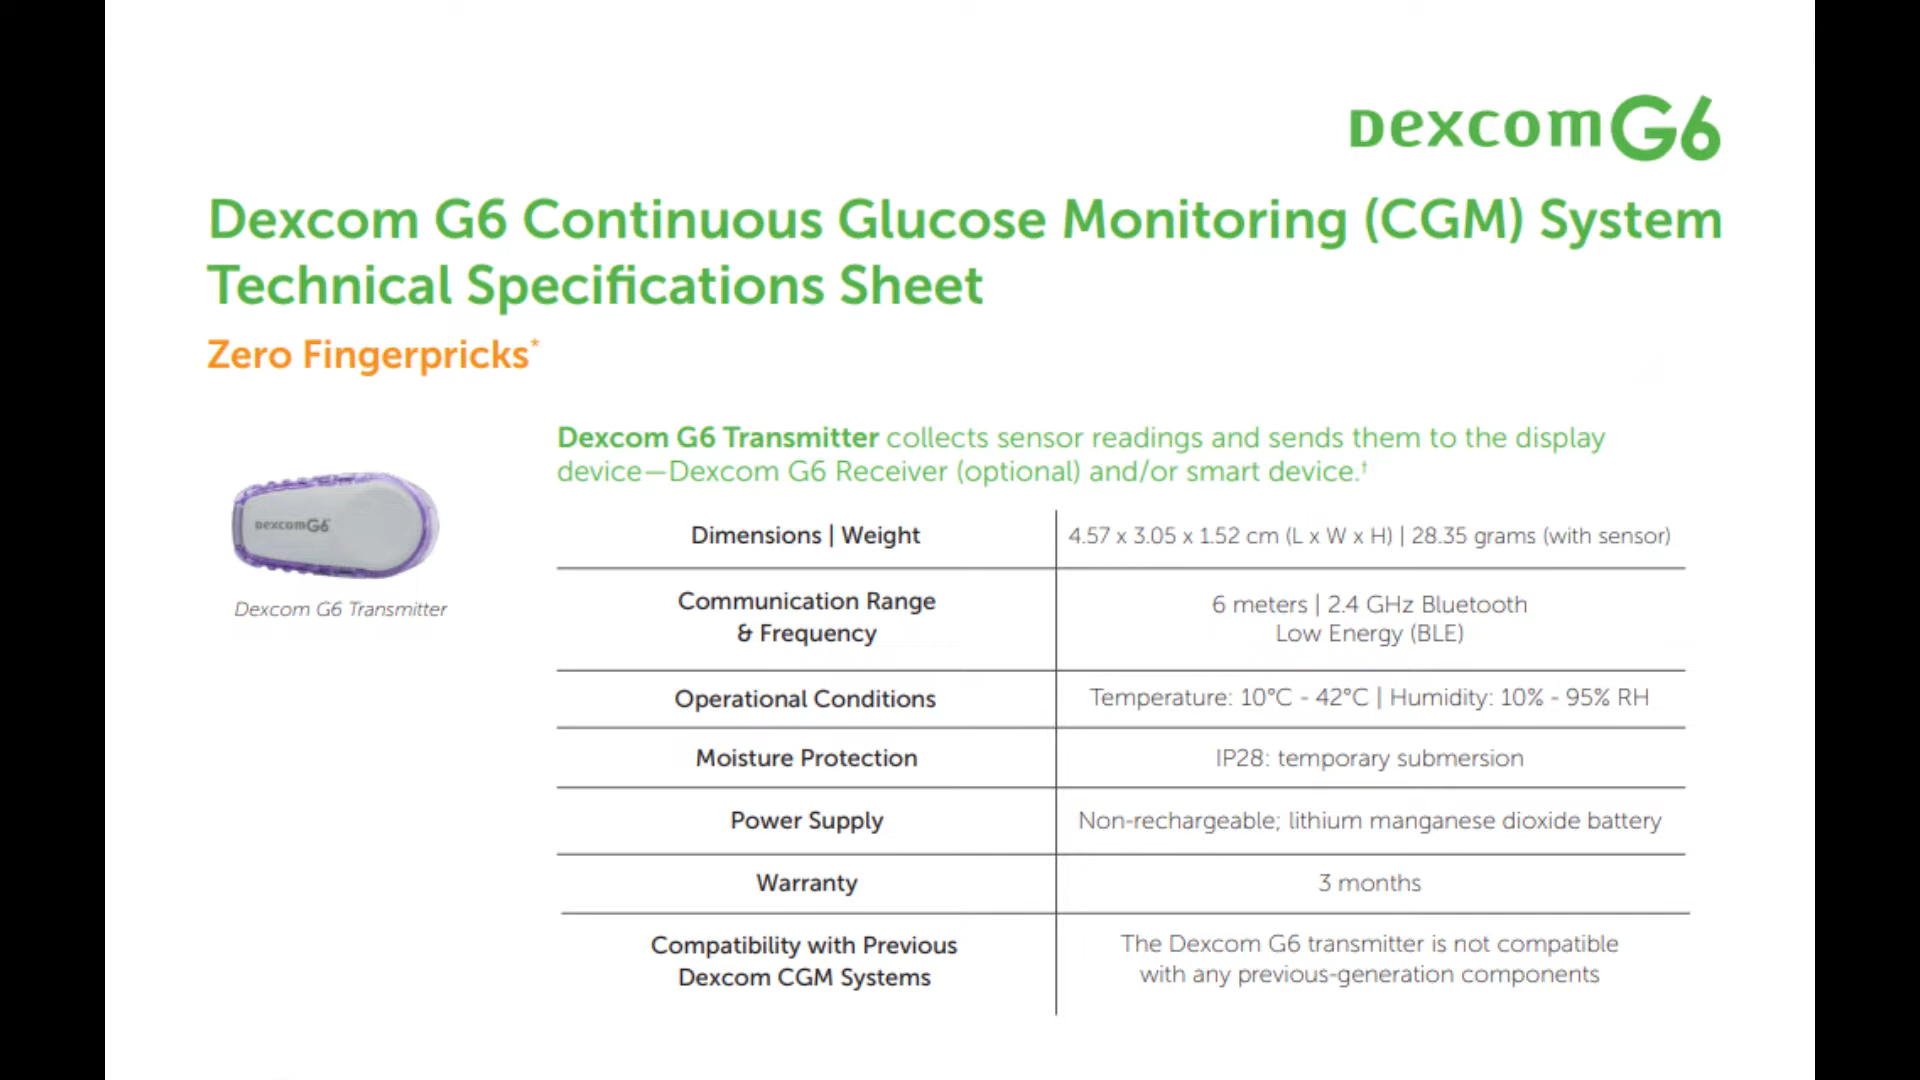 Dexcom G6
Dexcom G6 Continuous Glucose Monitoring (CGM) System
Technical Specifications Sheet
Zero Fingerpricks*
Dexcom G6 Transmitter collects sensor readings and sends them to the display
device—Dexcom G6 Receiver (optional) and/or smart device.†
Dexcom G6
Dexcom G6 Transmitter
Dimensions | Weight
4.57 x 3.05 x 1.52 cm (L x W x H) | 28.35 grams (with sensor)
Communication Range
& Frequency
6 meters | 2.4 GHz Bluetooth
Low Energy (BLE)
Operational Conditions
Temperature: 10°C - 42°C | Humidity: 10% - 95% RH
Moisture Protection
IP28: temporary submersion
Power Supply
Non-rechargeable; lithium manganese dioxide battery
Warranty
3 months
Compatibility with Previous
Dexcom CGM Systems
The Dexcom G6 transmitter is not compatible
with any previous-generation components